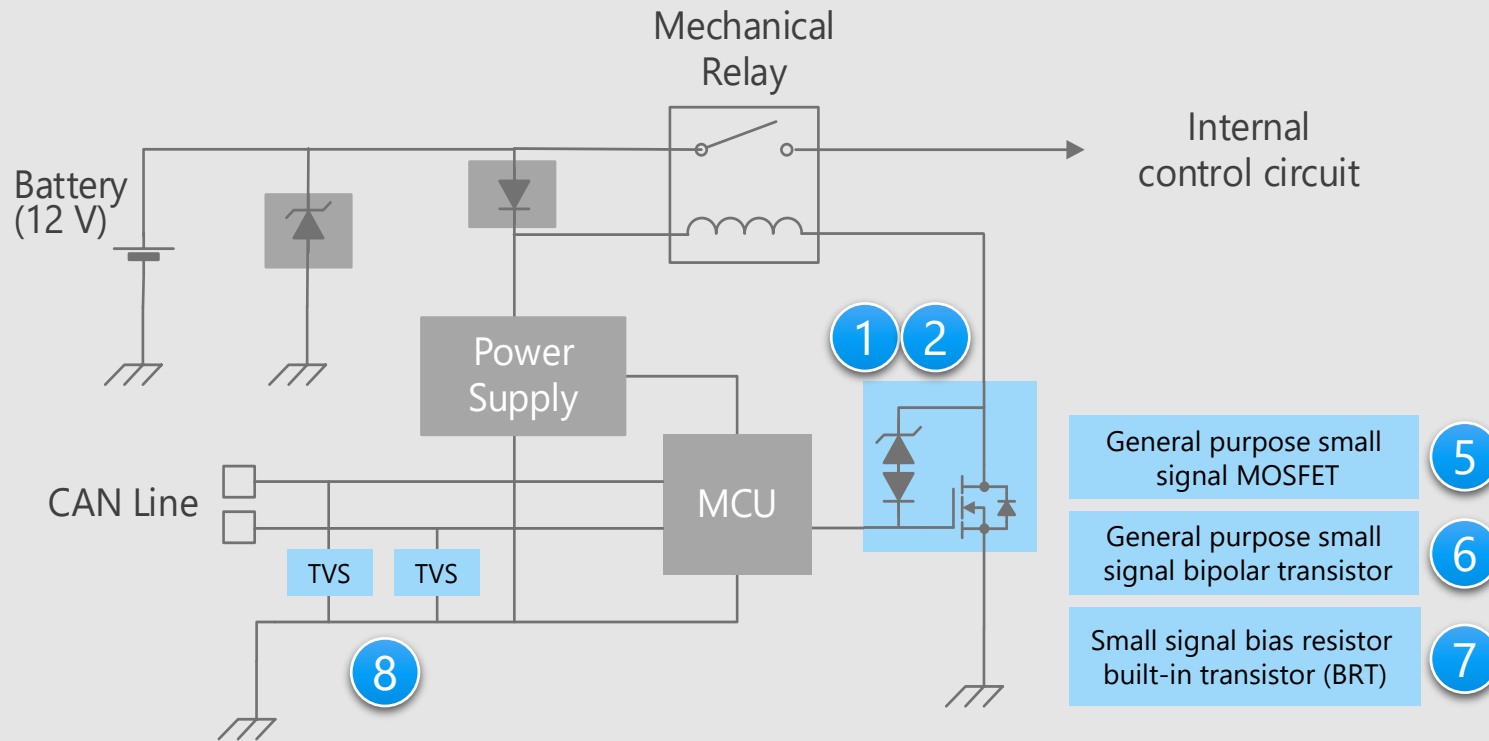 Mechanical
Relay
Internal
control circuit
Battery
(12 V)
Power
Supply
1
2
CAN Line
MCU
TVS
TVS
8
General purpose small
signal MOSFET
5
General purpose small
signal bipolar transistor
6
Small signal bias resistor
built-in transistor (BRT)
7